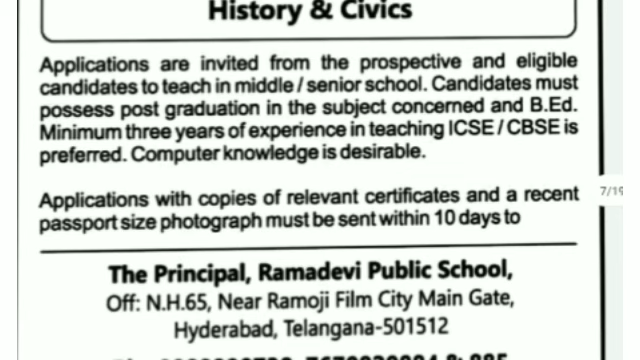 History & Civics
Applications are invited from the prospective and eligible
candidates to teach in middle / senior school. Candidates must
possess post graduation in the subject concerned and B.Ed.
Minimum three years of experience in teaching ICSE / CBSE is
preferred. Computer knowledge is desirable.
Applications with copies of relevant certificates and a recent
7/19
passport size photograph must be sent within 10 days to
The Principal, Ramadevi Public School,
Off: N.H.65, Near Ramoji Film City Main Gate,
Hyderabad, Telangana-501512